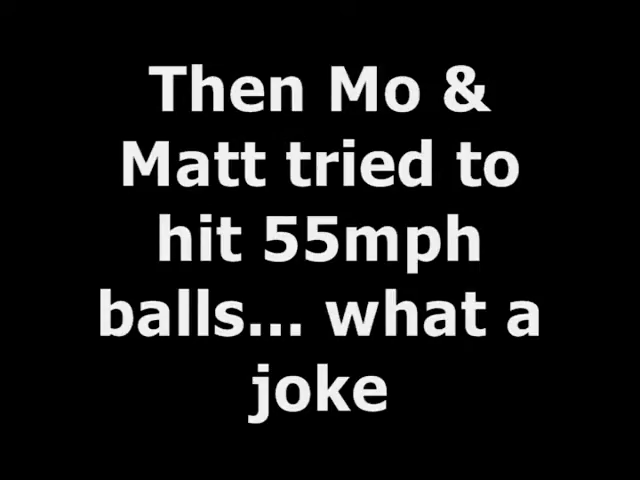 Then Mo &
Matt tried to
hit 55mph
balls... what a
joke